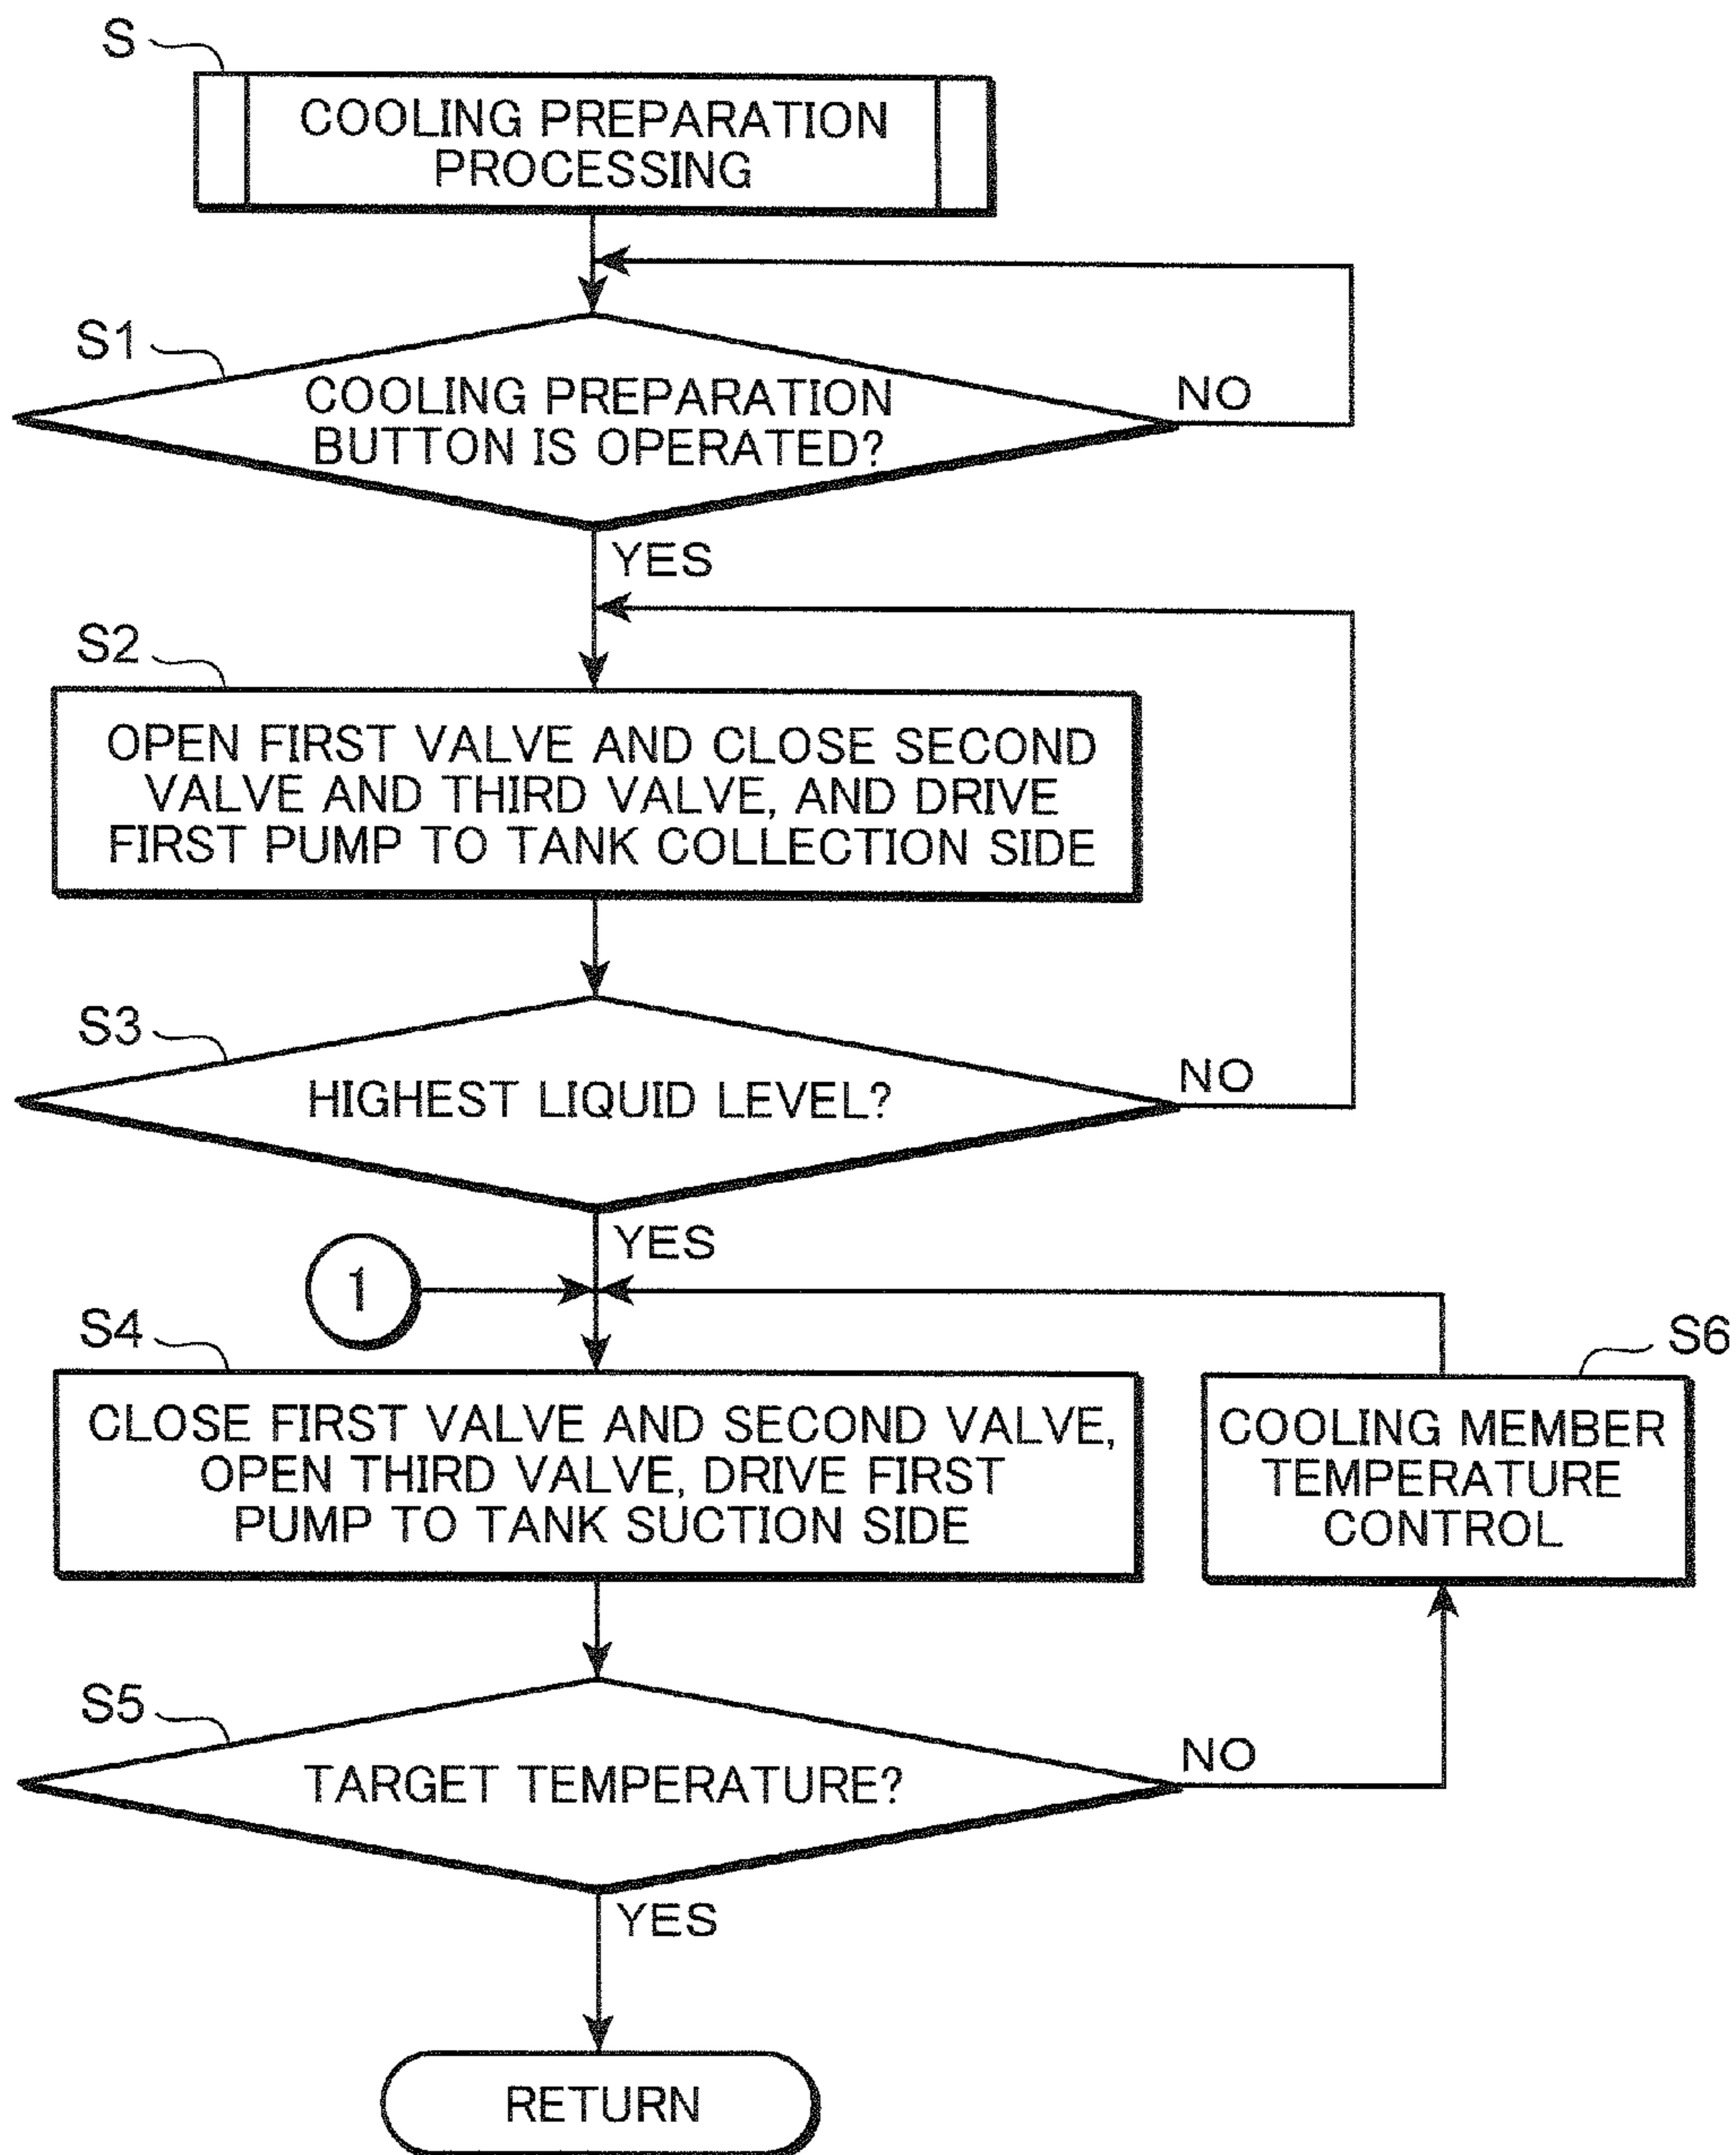 S
COOLING PREPARATION
PROCESSING
S1
COOLING PREPARATION
BUTTON IS OPERATED?
NO
YES
S2
OPEN FIRST VALVE AND CLOSE SECOND
VALVE AND THIRD VALVE, AND DRIVE
FIRST PUMP TO TANK COLLECTION SIDE
S3
HIGHEST LIQUID LEVEL?
NO
YES
1
S4
CLOSE FIRST VALVE AND SECOND VALVE,
OPEN THIRD VALVE, DRIVE FIRST
PUMP TO TANK SUCTION SIDE
S6
COOLING MEMBER
TEMPERATURE
CONTROL
S5
TARGET TEMPERATURE?
NO
YES
RETURN